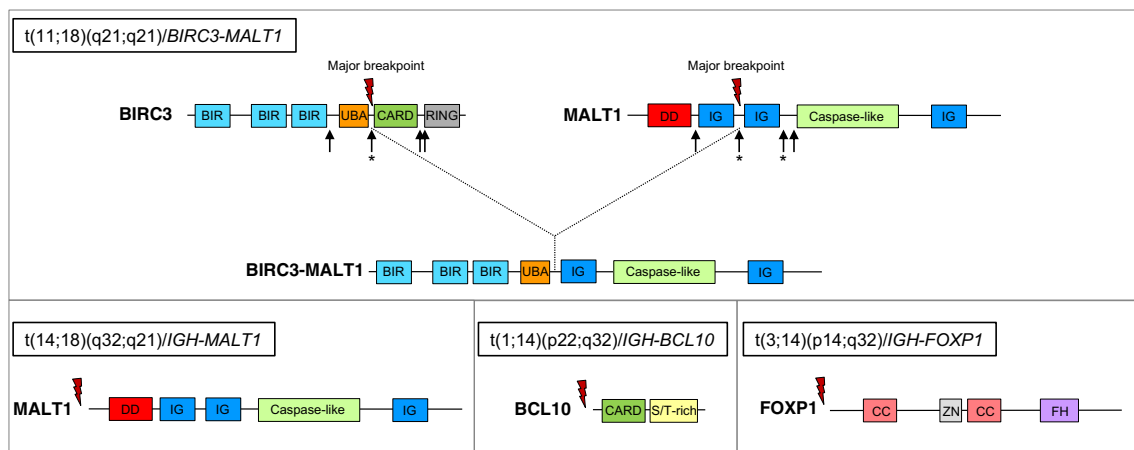 t(11;18)(q21;q21)/BIRC3-MALT1
Major breakpoint
Major breakpoint
BIRC3
BIR
BIR
BIR
UBA
CARD
RING
MALT1
DD
IG
IG
Caspase-like
IG
*
*
*
BIRC3-MALT1
BIR
BIR
BIR
UBA
IG
Caspase-like
IG
t(14;18)(q32;q21)/IGH-MALT1
MALT1
DD
IG
IG
Caspase-like
IG
t(1;14)(p22;q32)/IGH-BCL10
BCL10
CARD
S/T-rich
t(3;14)(p14;q32)/IGH-FOXP1
FOXP1
CC
ZN
CC
FH